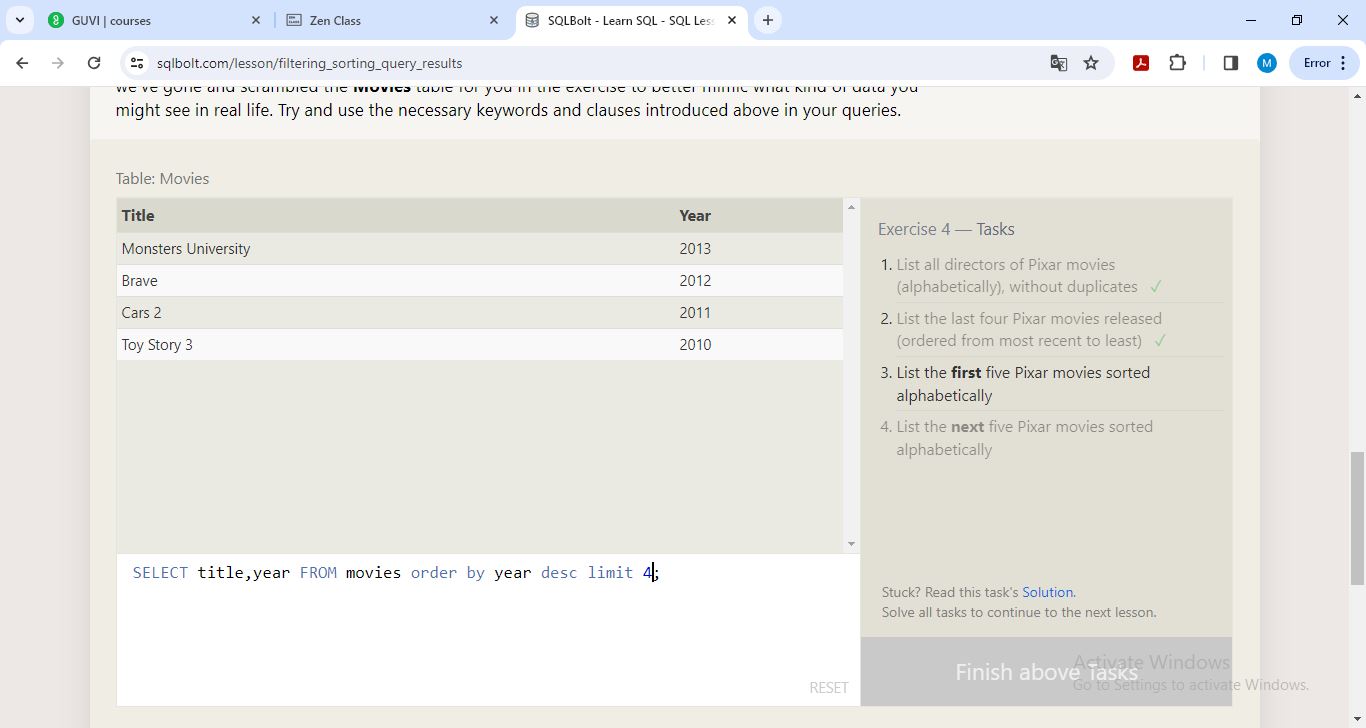 GUVI | courses
Zen Class
SQLBolt - Learn SQL - SQL Les
sqlbolt.com/lesson/filtering_sorting_query_results
M
Error
we've gone and scrambled the Movies table for you in the exercise to better mimic what kind of data you
might see in real life. Try and use the necessary keywords and clauses introduced above in your queries.
Table: Movies
Title Year
Monsters University 2013
Brave 2012
Cars 2 2011
Toy Story 3 2010
SELECT title,year FROM movies order by year desc limit 4;
RESET
Exercise 4 — Tasks
1. List all directors of Pixar movies
(alphabetically), without duplicates ✓
2. List the last four Pixar movies released
(ordered from most recent to least) ✓
3. List the first five Pixar movies sorted
alphabetically
4. List the next five Pixar movies sorted
alphabetically
Stuck? Read this task's Solution.
Solve all tasks to continue to the next lesson.
Finish above Tasks
Activate Windows
Go to Settings to activate Windows.